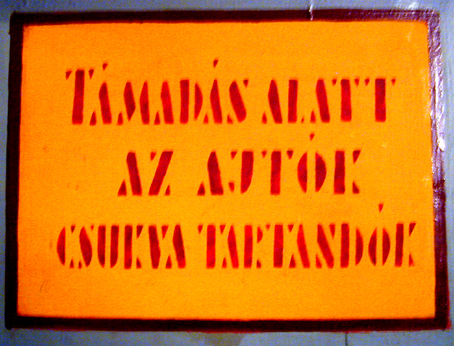 TÁMADÁS ALATT
AZ AJTÓK
CSUKVA TARTANDÓK